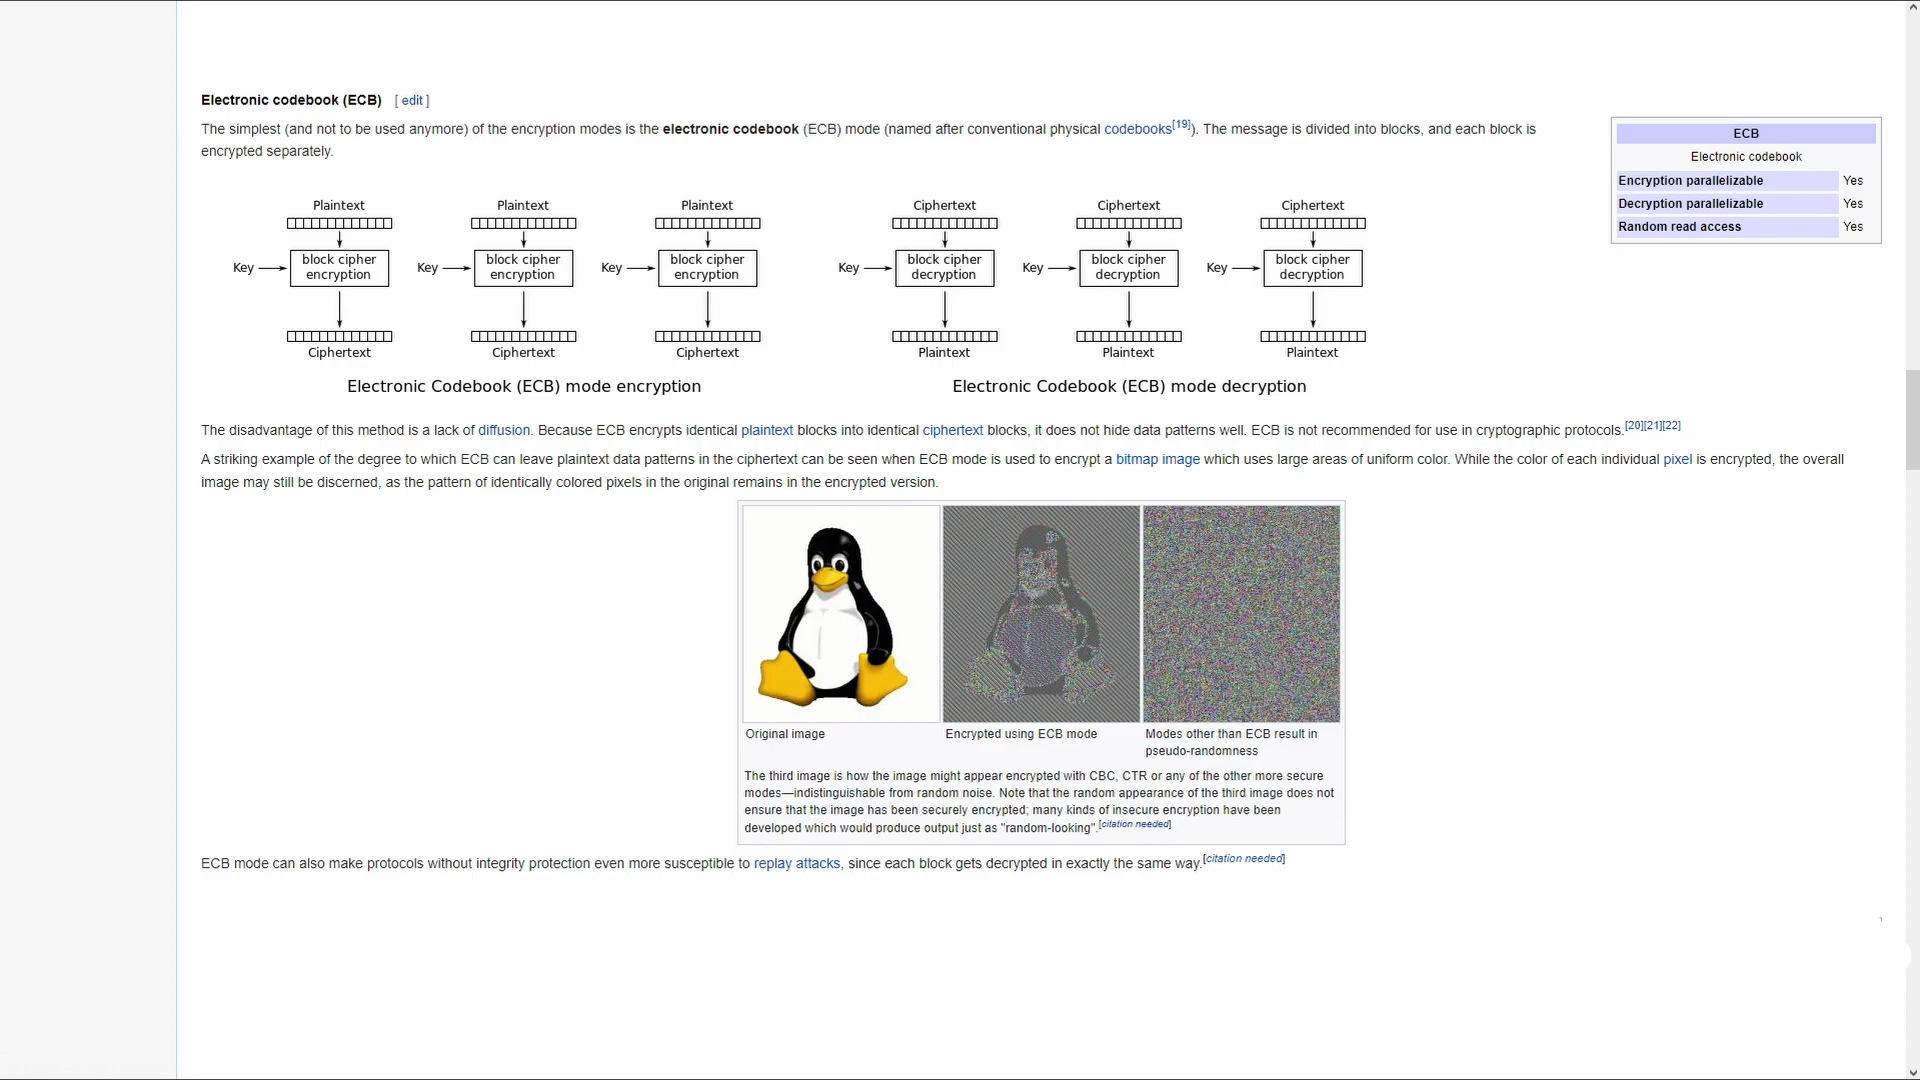 Electronic codebook (ECB) [ edit ]
The simplest (and not to be used anymore) of the encryption modes is the electronic codebook (ECB) mode (named after conventional physical codebooks[19]). The message is divided into blocks, and each block is
encrypted separately.
ECB
Electronic codebook
Encryption parallelizable Yes
Decryption parallelizable Yes
Random read access Yes
Plaintext Plaintext Plaintext
Key block cipher encryption Key block cipher encryption Key block cipher encryption
Ciphertext Ciphertext Ciphertext
Electronic Codebook (ECB) mode encryption
Ciphertext Ciphertext Ciphertext
Key block cipher decryption Key block cipher decryption Key block cipher decryption
Plaintext Plaintext Plaintext
Electronic Codebook (ECB) mode decryption
The disadvantage of this method is a lack of diffusion. Because ECB encrypts identical plaintext blocks into identical ciphertext blocks, it does not hide data patterns well. ECB is not recommended for use in cryptographic protocols.[20][21][22]
A striking example of the degree to which ECB can leave plaintext data patterns in the ciphertext can be seen when ECB mode is used to encrypt a bitmap image which uses large areas of uniform color. While the color of each individual pixel is encrypted, the overall
image may still be discerned, as the pattern of identically colored pixels in the original remains in the encrypted version.
Original image
Encrypted using ECB mode
Modes other than ECB result in
pseudo-randomness
The third image is how the image might appear encrypted with CBC, CTR or any of the other more secure
modes—indistinguishable from random noise. Note that the random appearance of the third image does not
ensure that the image has been securely encrypted; many kinds of insecure encryption have been
developed which would produce output just as "random-looking".[citation needed]
ECB mode can also make protocols without integrity protection even more susceptible to replay attacks, since each block gets decrypted in exactly the same way.[citation needed]